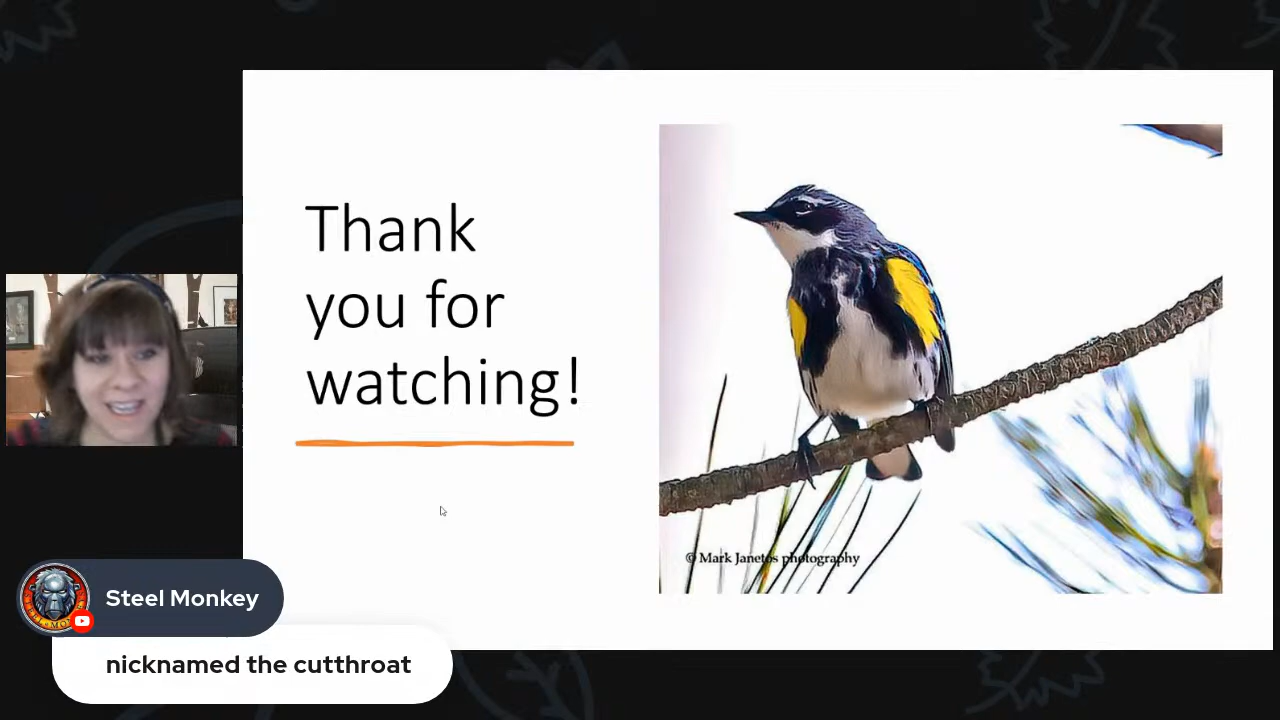 Thank
you for
watching!
© Mark Janetos photography
Steel Monkey
nicknamed the cutthroat